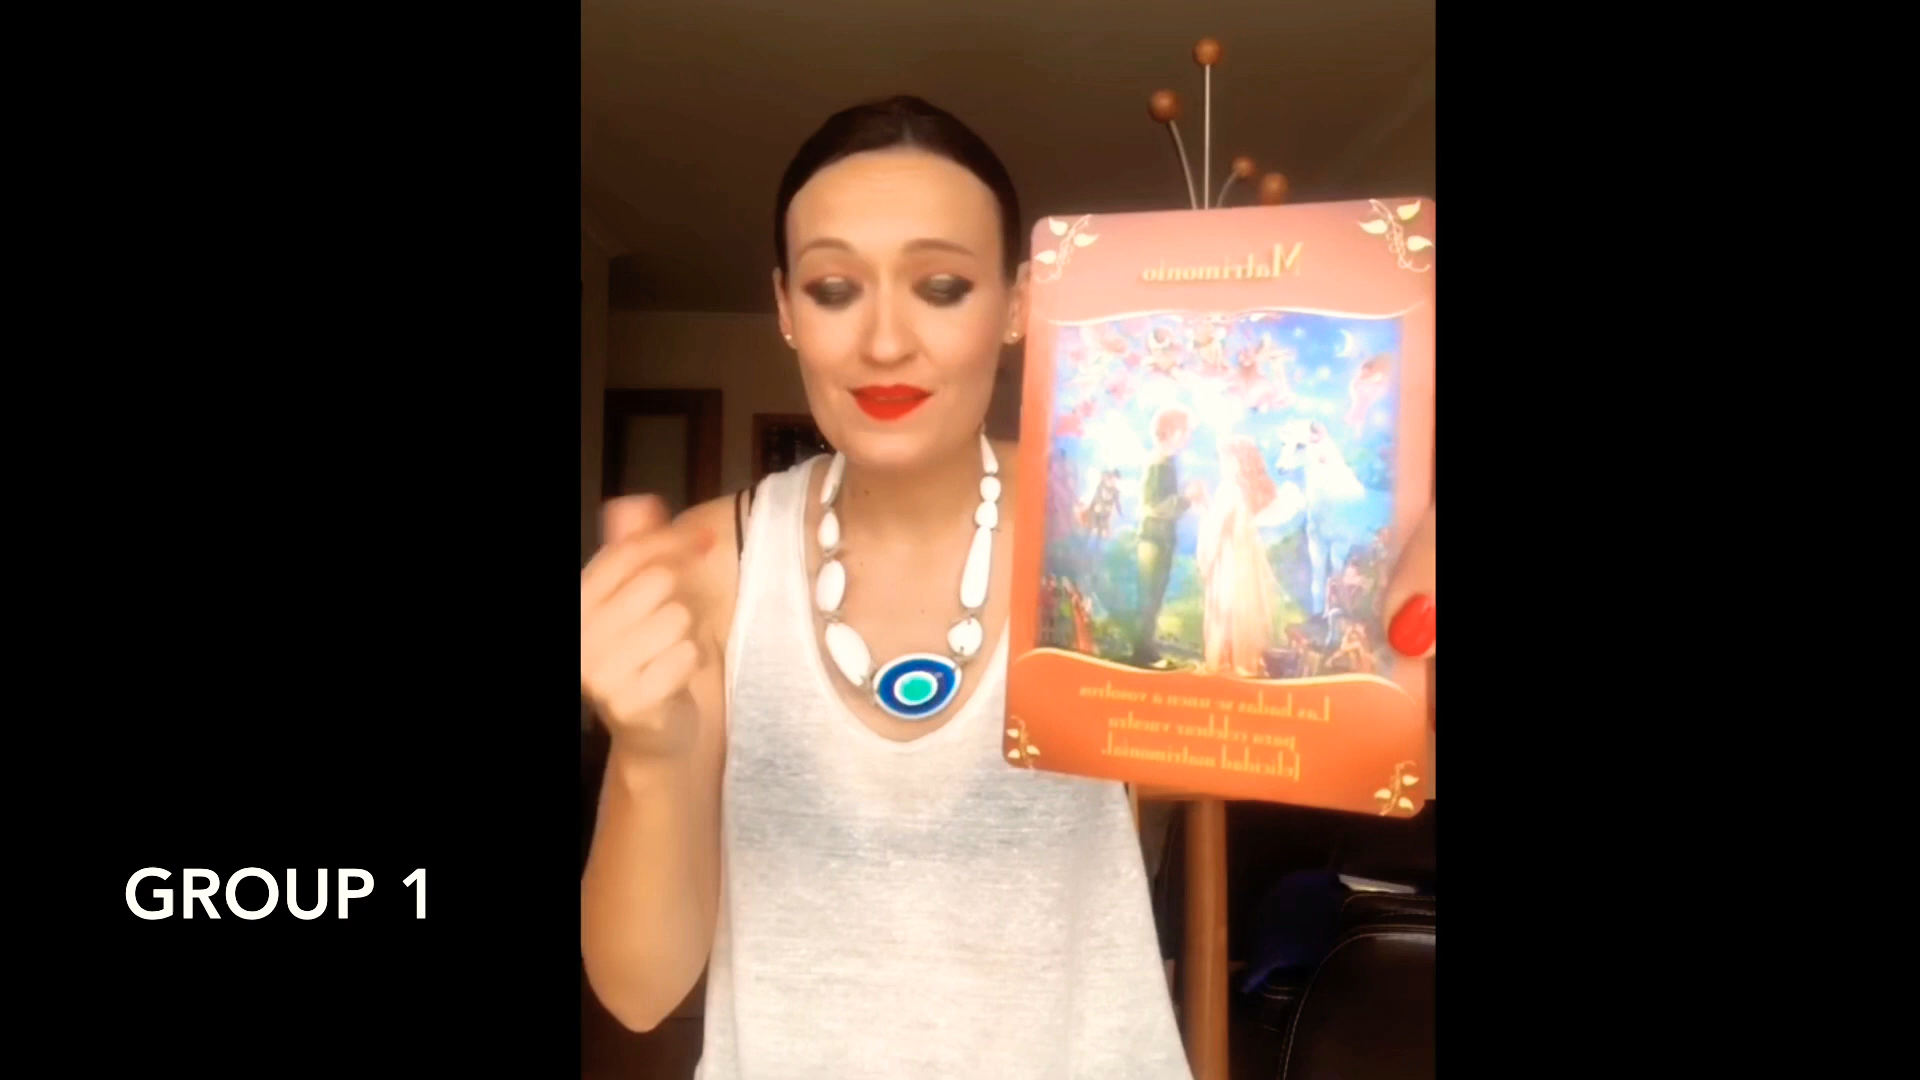 Matrimonio
Las hadas se unen a vosotros
para celebrar vuestra
felicidad matrimonial.
GROUP 1